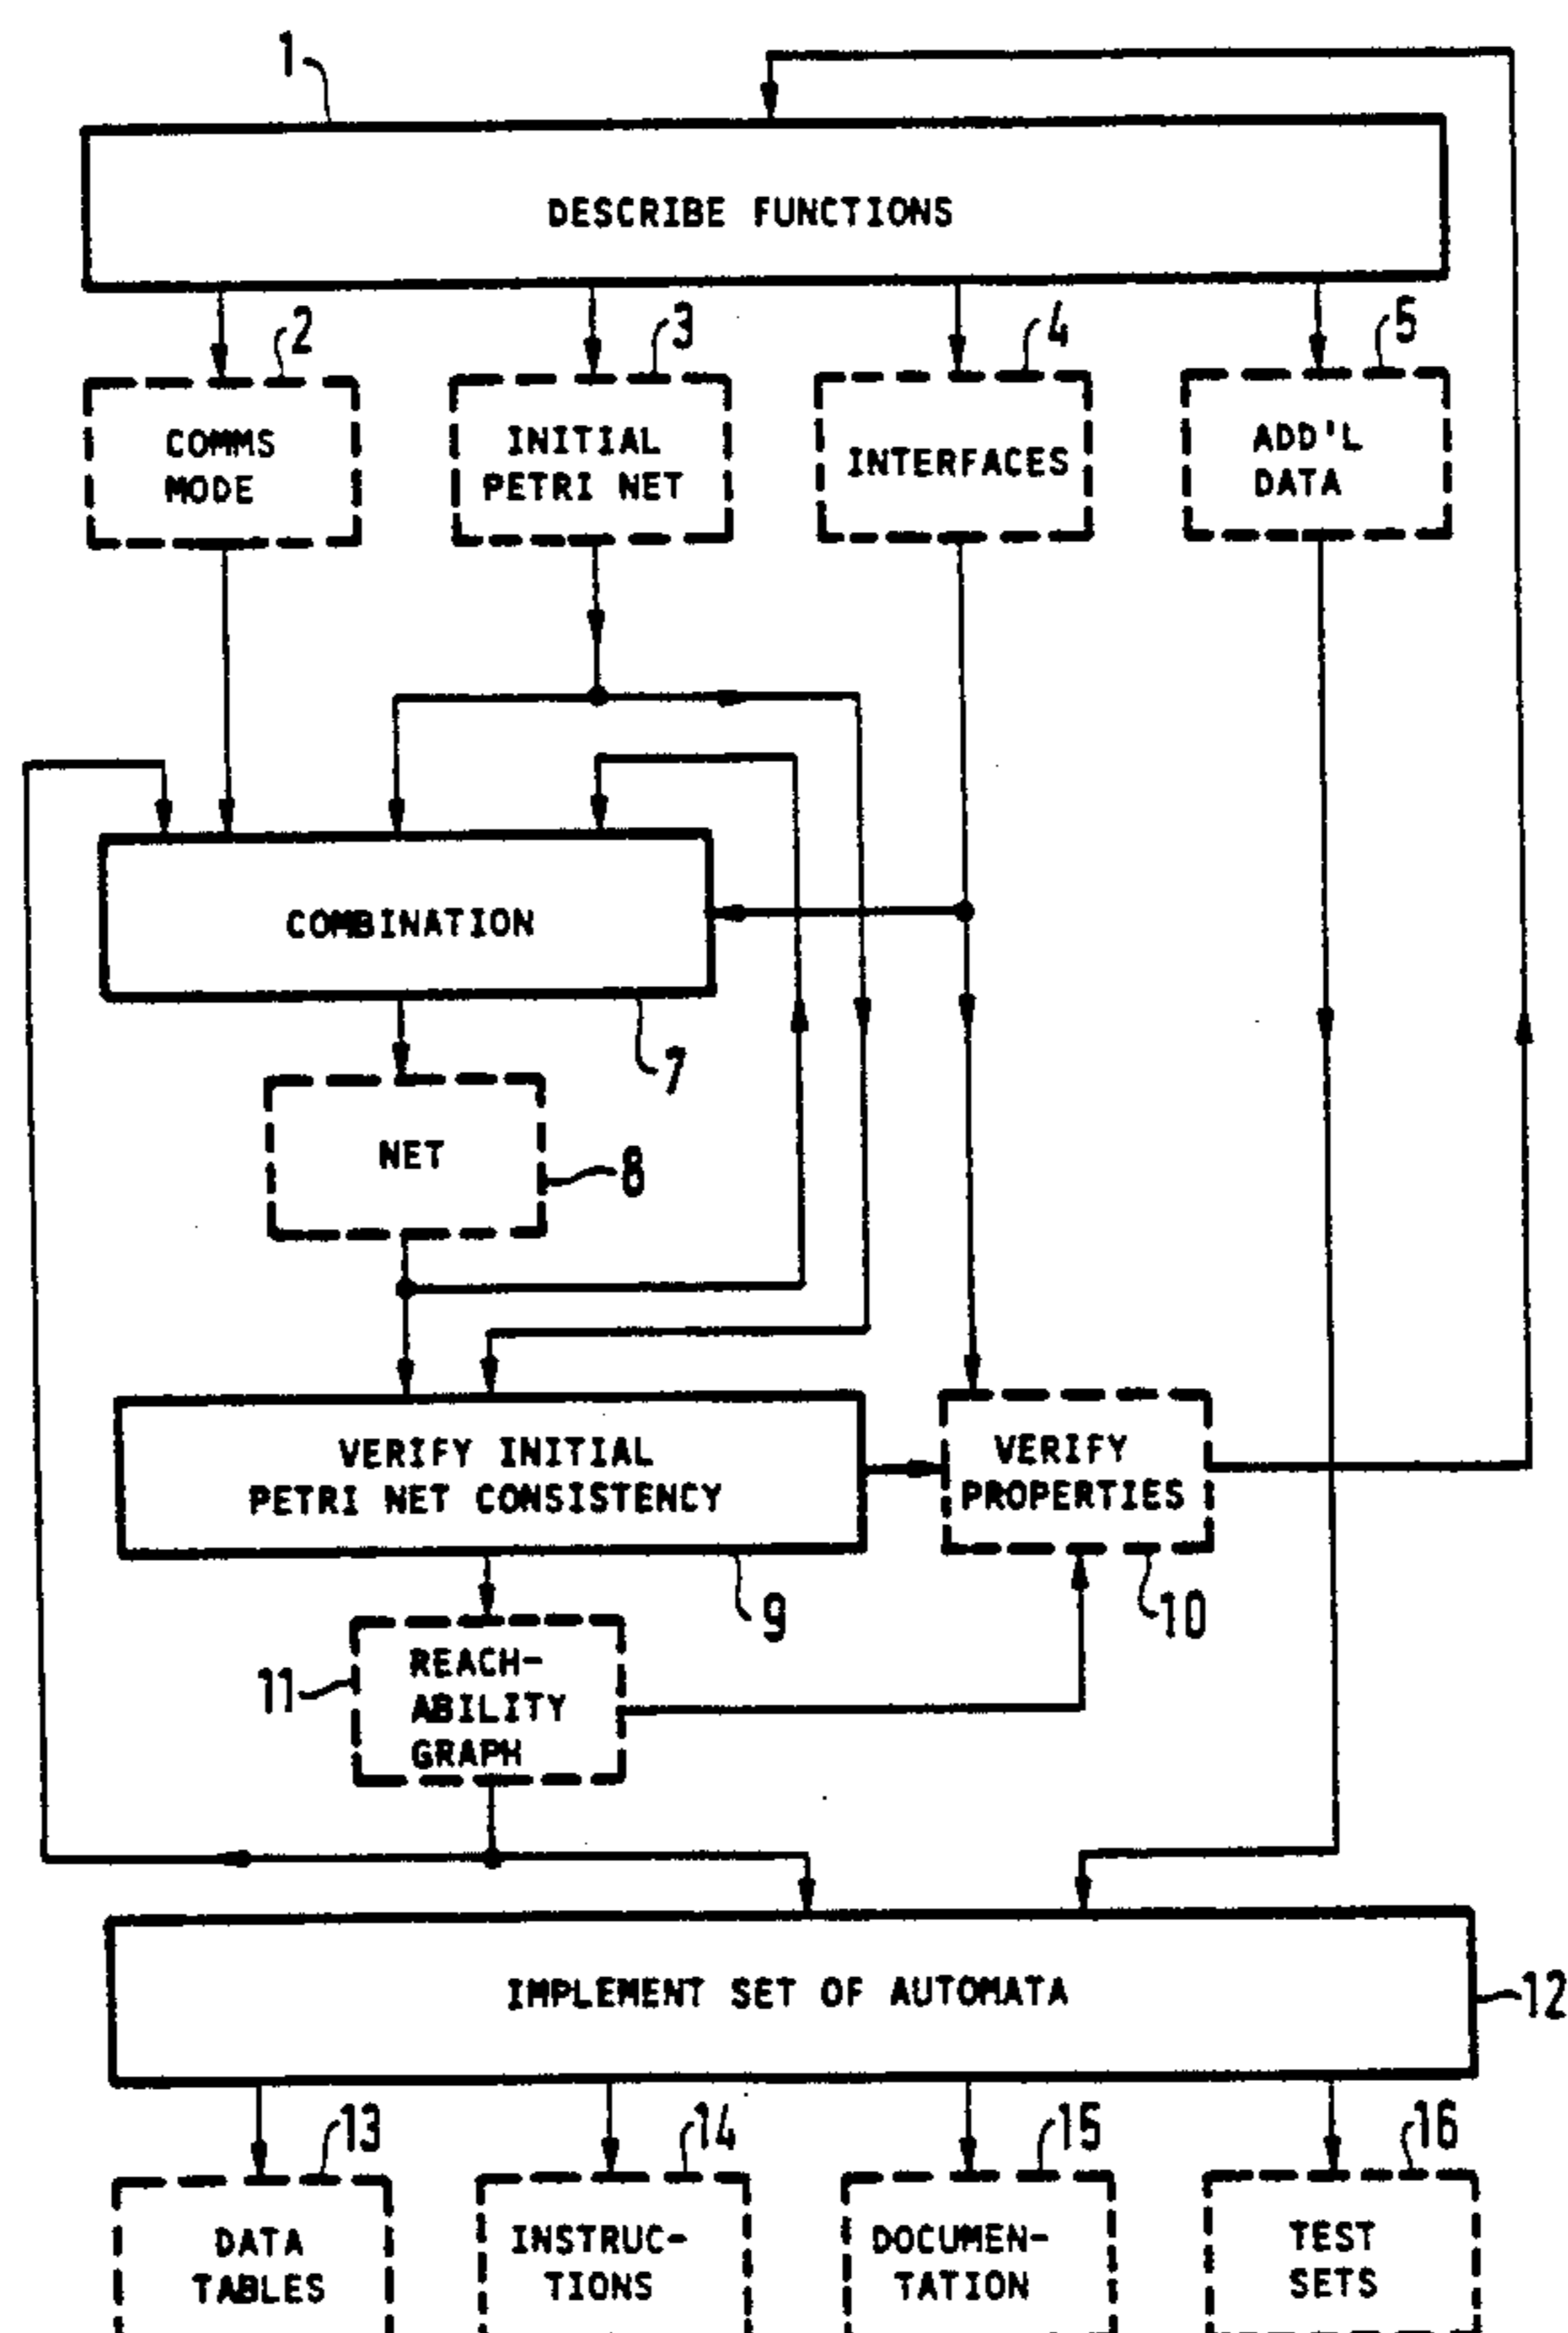 1
DESCRIBE FUNCTIONS
2
3
4
5
COMMS
MODE
INITIAL
PETRI NET
INTERFACES
ADD'L
DATA
COMBINATION
7
NET
8
VERIFY INITIAL
PETRI NET CONSISTENCY
VERIFY
PROPERTIES
9
10
11
REACH-
ABILITY
GRAPH
IMPLEMENT SET OF AUTOMATA
12
13
14
15
16
DATA
TABLES
INSTRUC-
TIONS
DOCUMEN-
TATION
TEST
SETS